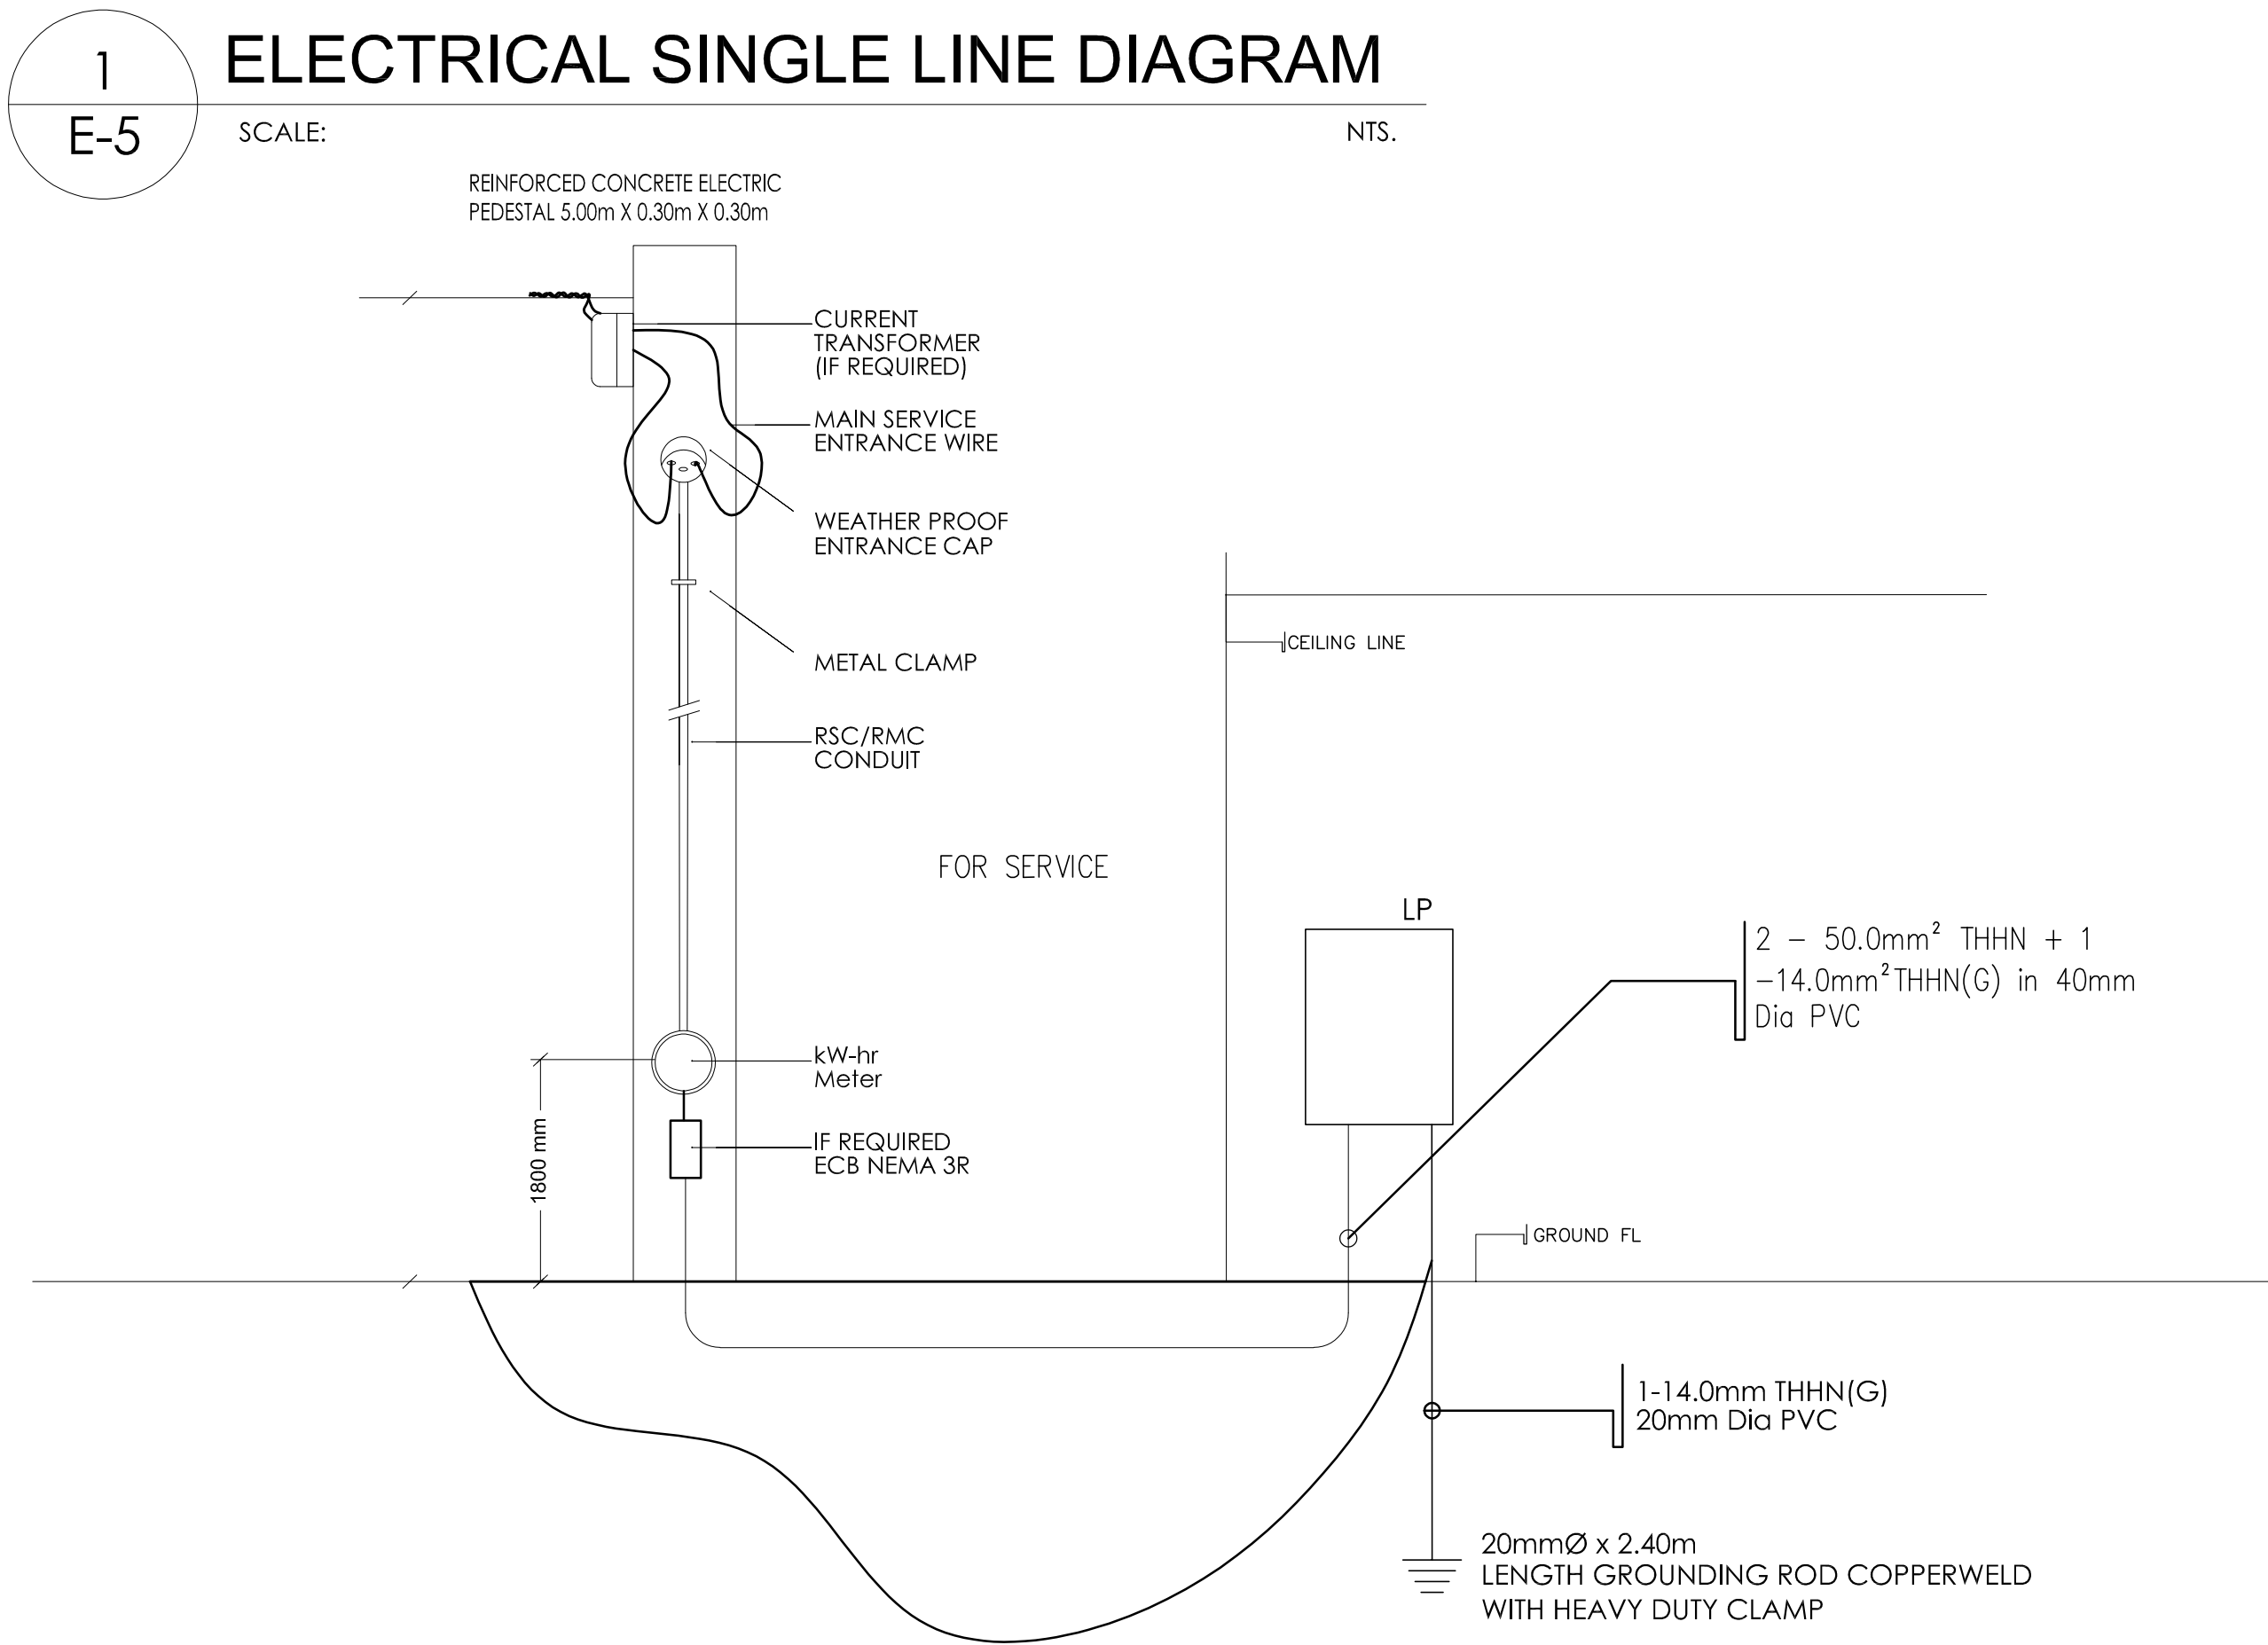 1
E-5
ELECTRICAL SINGLE LINE DIAGRAM
SCALE:
NTS.
REINFORCED CONCRETE ELECTRIC
PEDESTAL 5.00m X 0.30m X 0.30m
CURRENT
TRANSFORMER
(IF REQUIRED)
MAIN SERVICE
ENTRANCE WIRE
WEATHER PROOF
ENTRANCE CAP
CEILING LINE
METAL CLAMP
RSC/RMC
CONDUIT
FOR SERVICE
LP
2 - 50.0mm² THHN + 1
-14.0mm² THHN(G) in 40mm
Dia PVC
kW-hr
Meter
1800 mm
IF REQUIRED
ECB NEMA 3R
GROUND FL
1-14.0mm THHN(G)
20mm Dia PVC
20mmØ x 2.40m
LENGTH GROUNDING ROD COPPERWELD
WITH HEAVY DUTY CLAMP